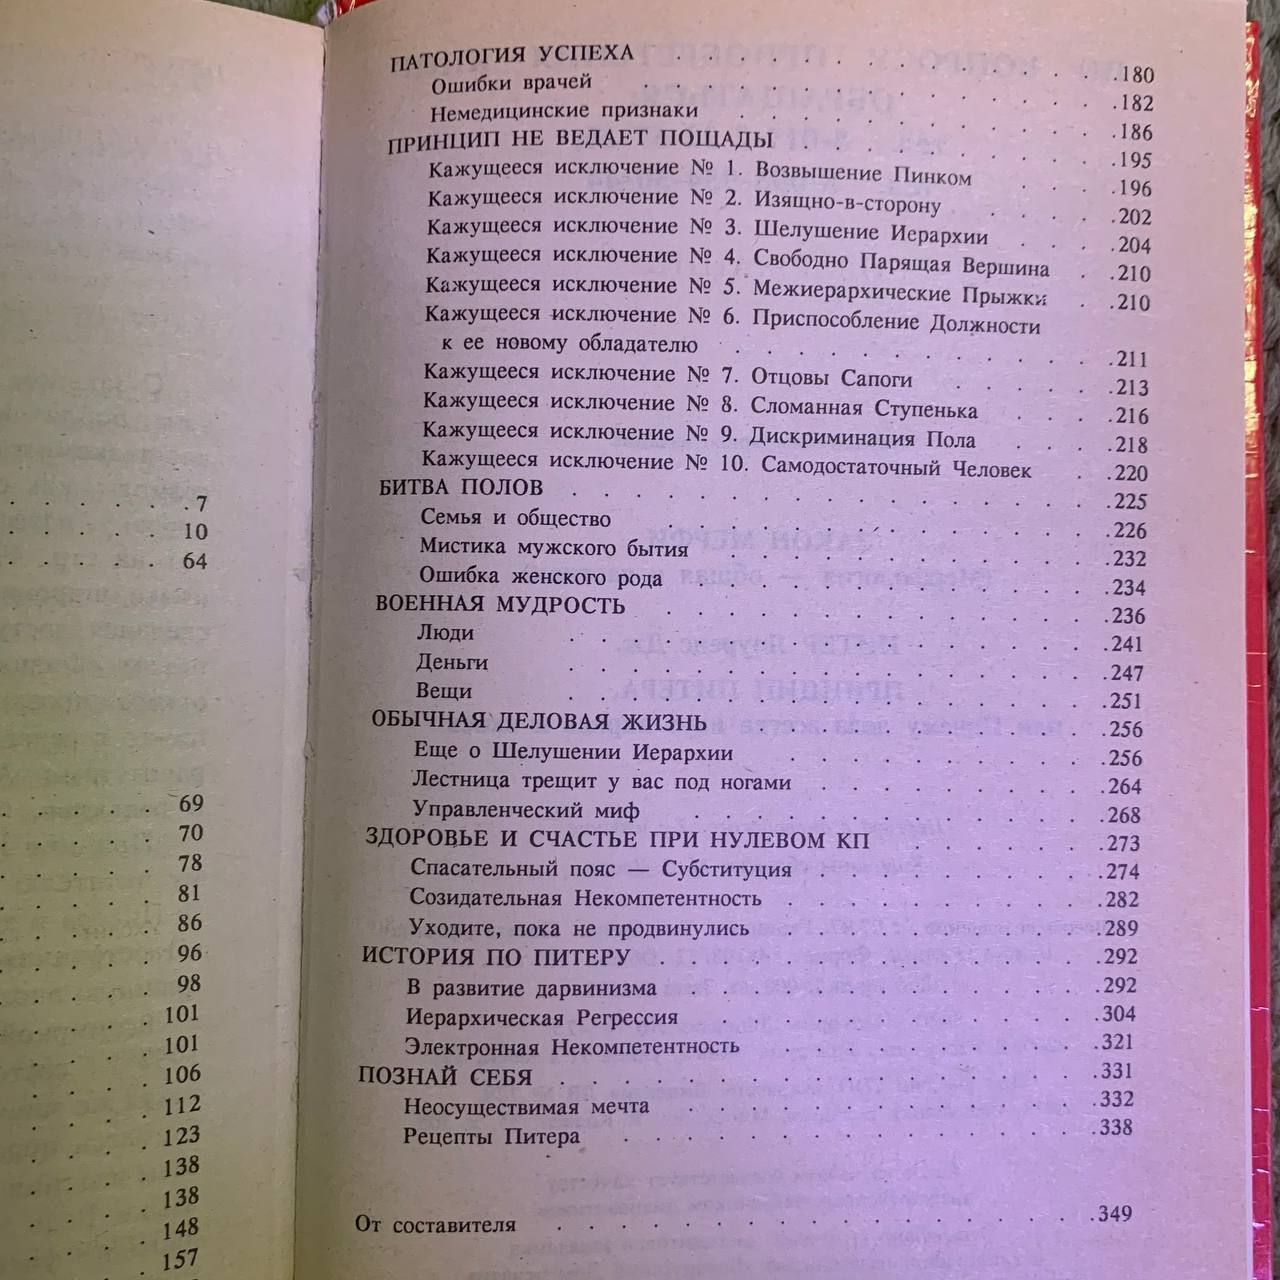 7
10
64
69
70
78
81
86
96
98
101
101
106
112
123
138
138
148
157
ПАТОЛОГИЯ УСПЕХА . . . . . . . . . . . . 180
Ошибки врачей . . . . . . . . . . . . 182
Немедицинские признаки . . . . . . . . . . 186
ПРИНЦИП НЕ ВЕДАЕТ ПОЩАДЫ . . . . . . . . 195
Кажущееся исключение № 1. Возвышение Пинком . . . . 196
Кажущееся исключение № 2. Изящно-в-сторону . . . . 202
Кажущееся исключение № 3. Шелушение Иерархии . . . 204
Кажущееся исключение № 4. Свободно Парящая Вершина . . 210
Кажущееся исключение № 5. Межиерархические Прыжки . . 210
Кажущееся исключение № 6. Приспособление Должности
к ее новому обладателю . . . . . . . . . . 211
Кажущееся исключение № 7. Отцовы Сапоги . . . . . 213
Кажущееся исключение № 8. Сломанная Ступенька . . . 216
Кажущееся исключение № 9. Дискриминация Пола . . . 218
Кажущееся исключение № 10. Самодостаточный Человек . . 220
БИТВА ПОЛОВ . . . . . . . . . . . . . . 225
Семья и общество . . . . . . . . . . . . 226
Мистика мужского бытия . . . . . . . . . . 232
Ошибка женского рода . . . . . . . . . . . 234
ВОЕННАЯ МУДРОСТЬ . . . . . . . . . . . . 236
Люди . . . . . . . . . . . . . . 241
Деньги . . . . . . . . . . . . . . 247
Вещи . . . . . . . . . . . . . . 251
ОБЫЧНАЯ ДЕЛОВАЯ ЖИЗНЬ . . . . . . . . . . 256
Еще о Шелушении Иерархии . . . . . . . . . 256
Лестница трещит у вас под ногами . . . . . . . . 264
Управленческий миф . . . . . . . . . . . 268
ЗДОРОВЬЕ И СЧАСТЬЕ ПРИ НУЛЕВОМ КП . . . . . . 273
Спасательный пояс — Субституция . . . . . . . . 274
Созидательная Некомпетентность . . . . . . . . 282
Уходите, пока не продвинулись . . . . . . . . . 289
ИСТОРИЯ ПО ПИТЕРУ . . . . . . . . . . . . 292
В развитие дарвинизма . . . . . . . . . . . 292
Иерархическая Регрессия . . . . . . . . . . 304
Электронная Некомпетентность . . . . . . . . . 321
ПОЗНАЙ СЕБЯ . . . . . . . . . . . . . . 331
Неосуществимая мечта . . . . . . . . . . . 332
Рецепты Питера . . . . . . . . . . . . . 338
От составителя . . . . . . . . . . . . . . 349